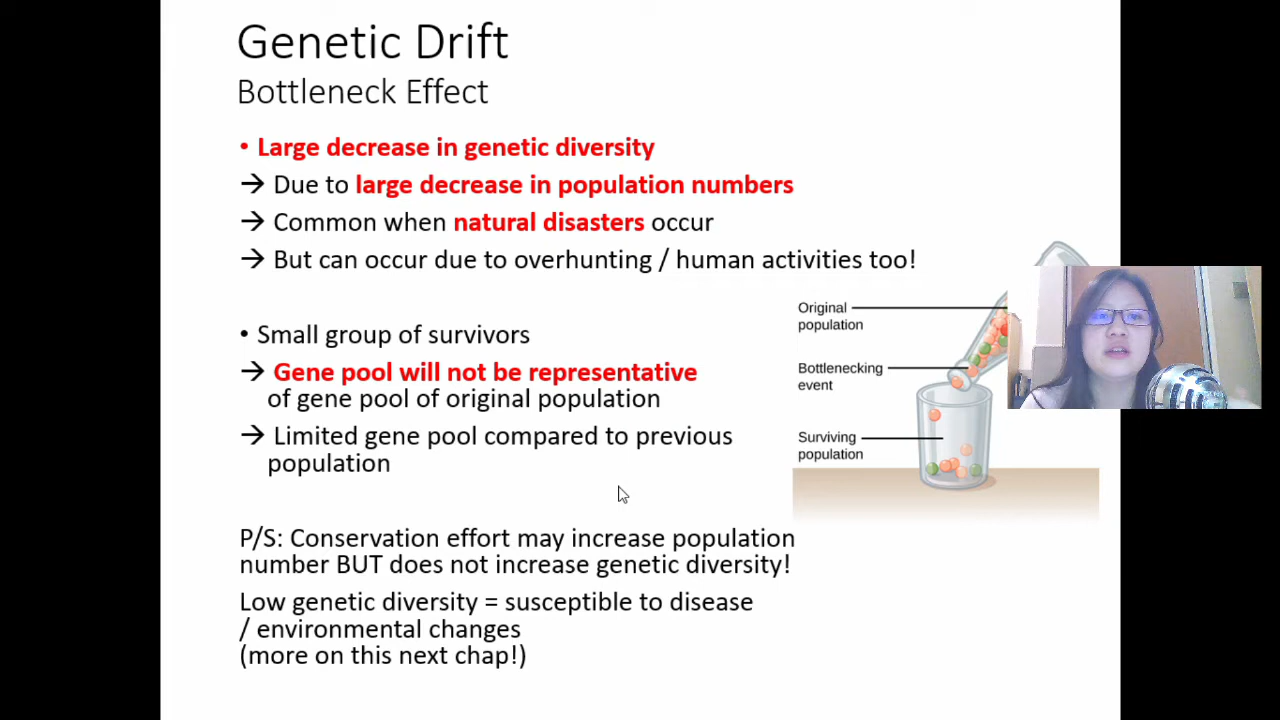 Genetic Drift
Bottleneck Effect
• Large decrease in genetic diversity
→ Due to large decrease in population numbers
→ Common when natural disasters occur
→ But can occur due to overhunting / human activities too!
• Small group of survivors
→ Gene pool will not be representative
of gene pool of original population
→ Limited gene pool compared to previous
population
Original
population
Bottlenecking
event
Surviving
population
P/S: Conservation effort may increase population
number BUT does not increase genetic diversity!
Low genetic diversity = susceptible to disease
/ environmental changes
(more on this next chap!)